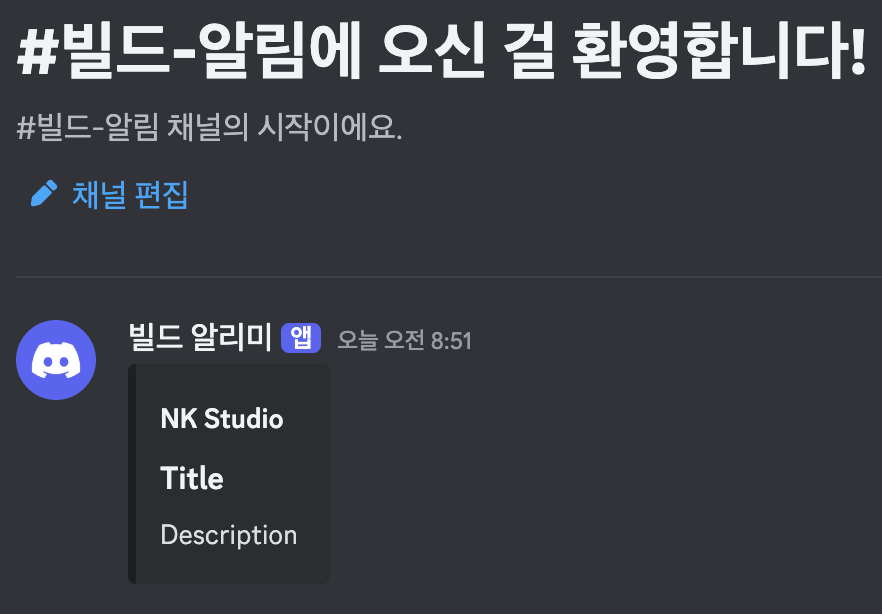 #빌드-알림에 오신 걸 환영합니다!
#빌드-알림 채널의 시작이에요.
채널 편집
빌드 알리미 앱 오늘 오전 8:51
NK Studio
Title
Description